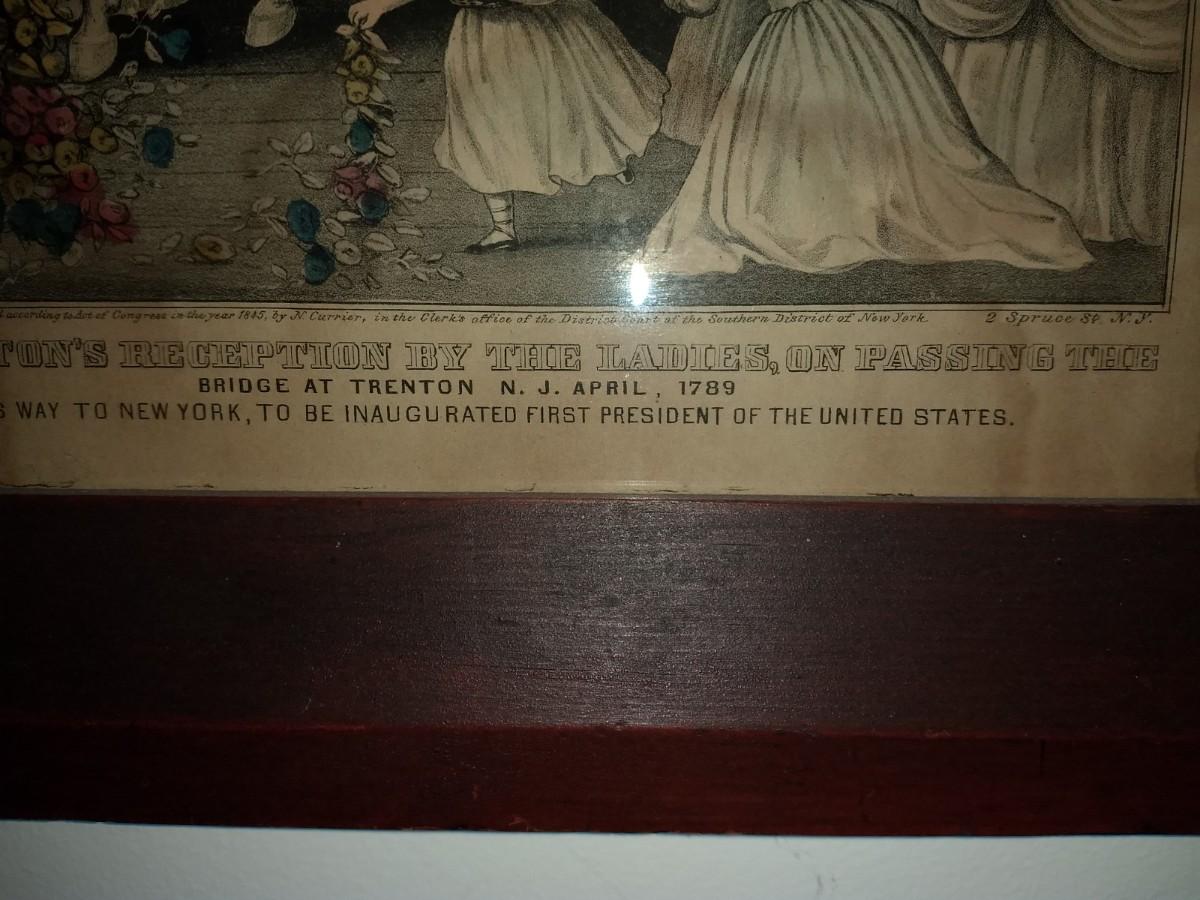 according to Act of Congress in the year 1845, by N. Currier, in the Clerk's office of the District Court of the Southern District of New York. 2 Spruce St. N.Y.
TON'S RECEPTION BY THE LADIES, ON PASSING THE
BRIDGE AT TRENTON N. J. APRIL, 1789
S WAY TO NEW YORK, TO BE INAUGURATED FIRST PRESIDENT OF THE UNITED STATES.